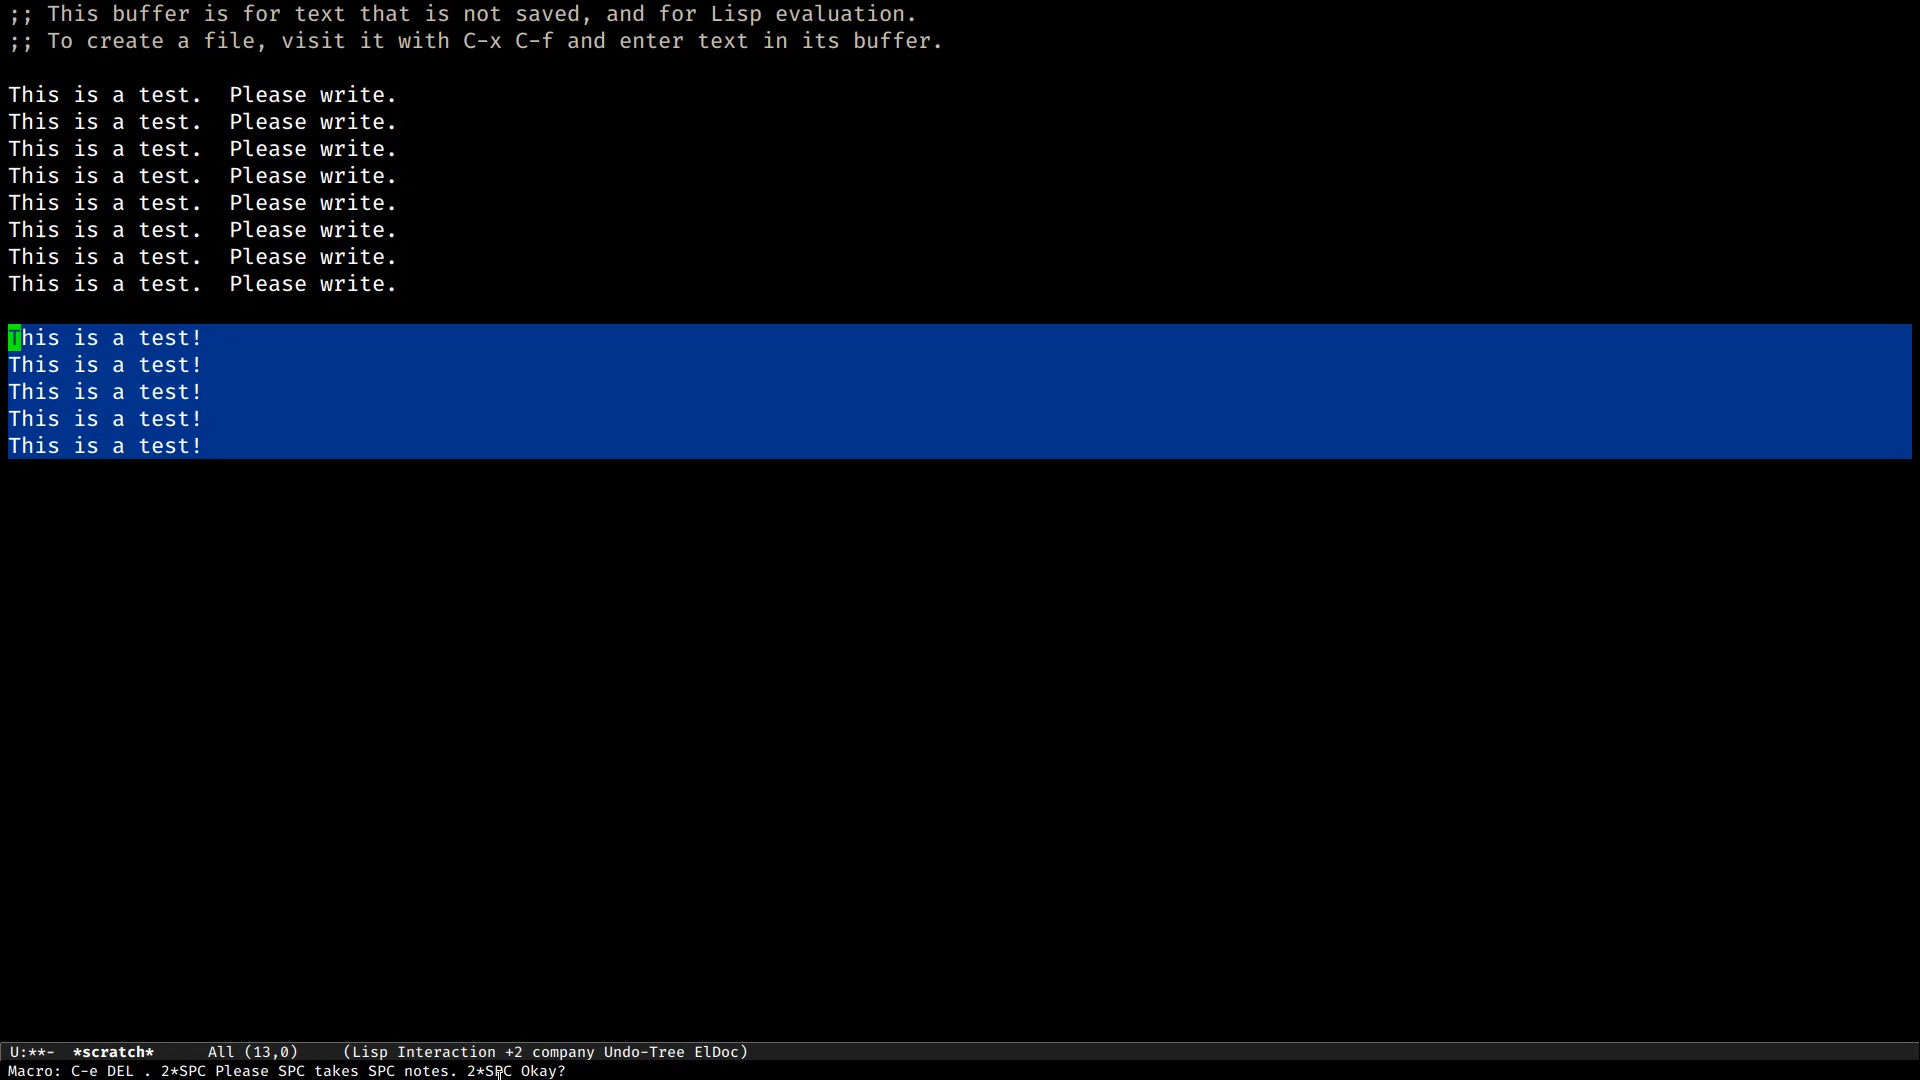 ;; This buffer is for text that is not saved, and for Lisp evaluation.
;; To create a file, visit it with C-x C-f and enter text in its buffer.
This is a test.  Please write.
This is a test.  Please write.
This is a test.  Please write.
This is a test.  Please write.
This is a test.  Please write.
This is a test.  Please write.
This is a test.  Please write.
This is a test.  Please write.
This is a test!
This is a test!
This is a test!
This is a test!
This is a test!
U:**-  *scratch*      All (13,0)     (Lisp Interaction +2 company Undo-Tree ElDoc)
Macro: C-e DEL . 2*SPC Please SPC takes SPC notes. 2*SPC Okay?